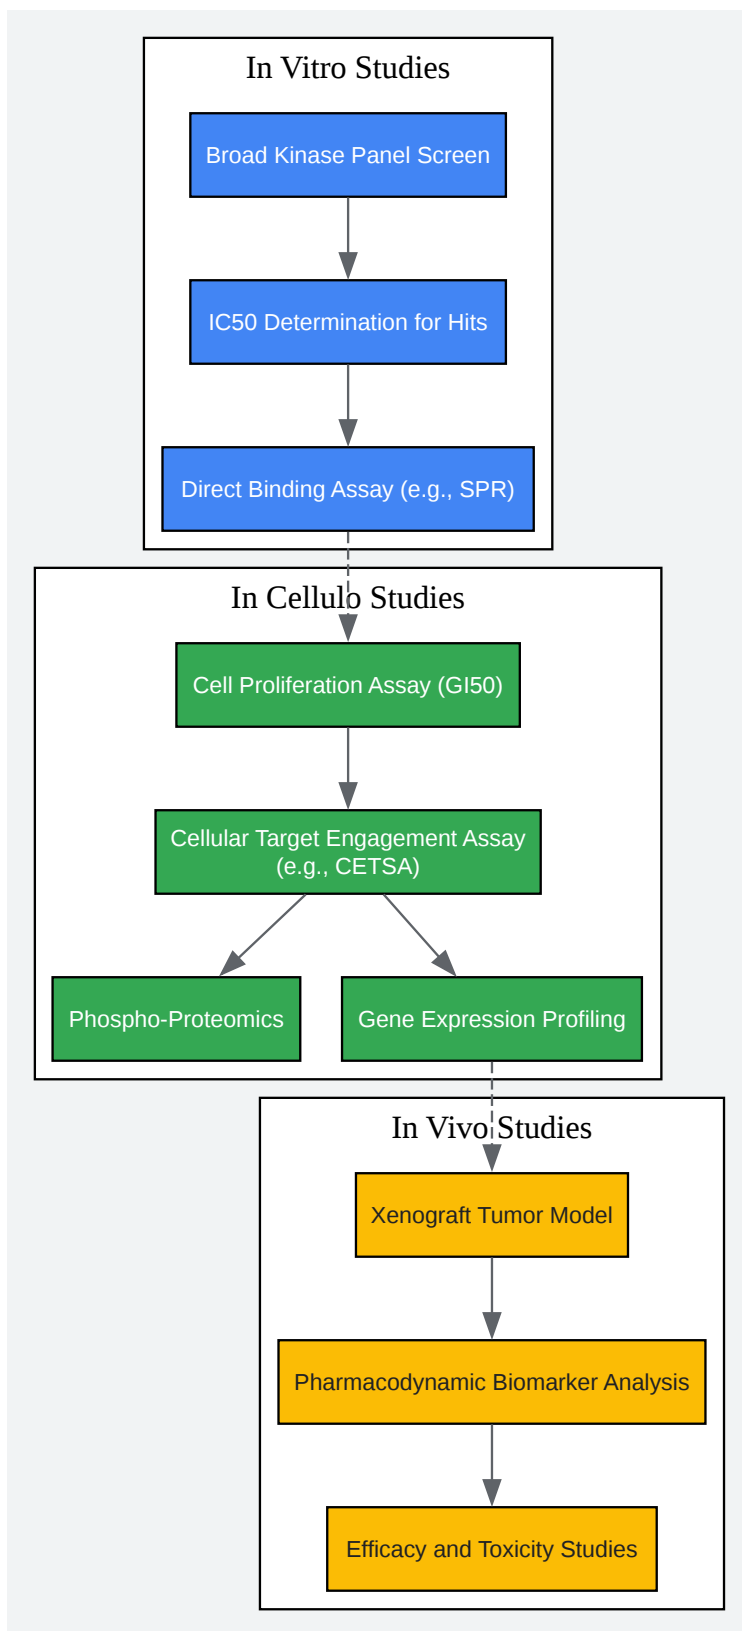 In Vitro Studies
Broad Kinase Panel Screen
IC50 Determination for Hits
Direct Binding Assay (e.g., SPR)
In Cellulo Studies
Cell Proliferation Assay (GI50)
Cellular Target Engagement Assay
(e.g., CETSA)
Phospho-Proteomics
Gene Expression Profiling
In Vivo Studies
Xenograft Tumor Model
Pharmacodynamic Biomarker Analysis
Efficacy and Toxicity Studies